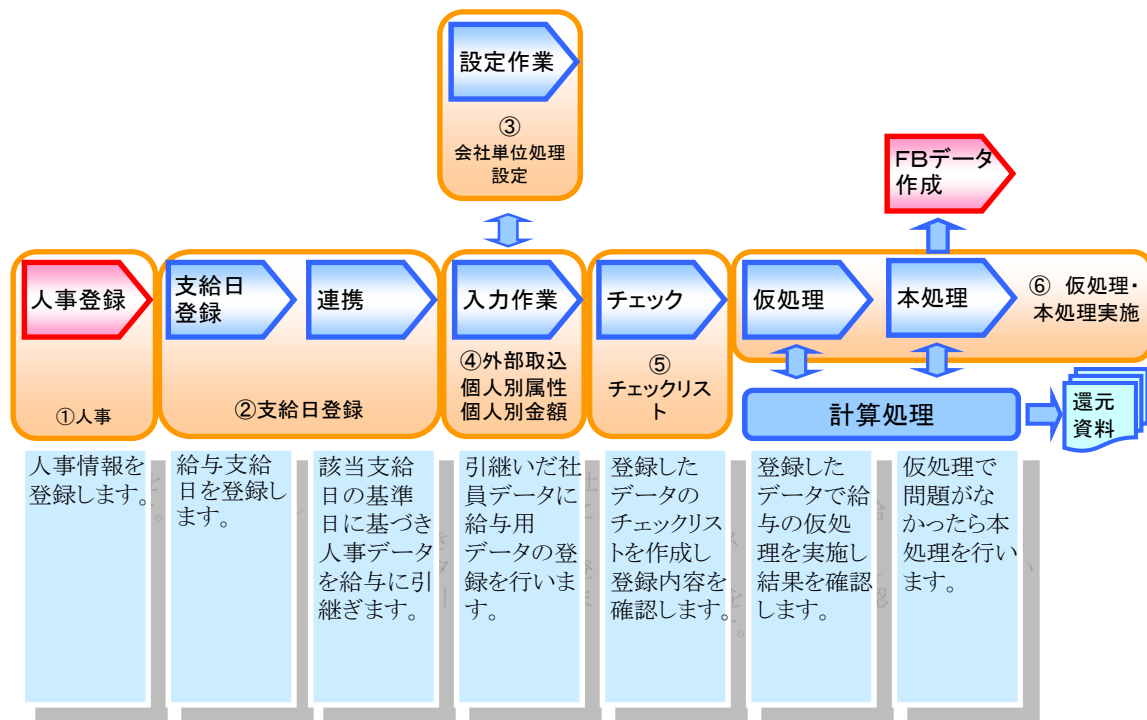 設定作業
③
会社単位処理
設定
FBデータ
作成
人事登録
①人事
支給日
登録
連携
②支給日登録
入力作業
④外部取込
個人別属性
個人別金額
チェック
⑤
チェックリス
ト
仮処理
本処理
⑥ 仮処理・
本処理実施
計算処理
還元
資料
人事情報を
登録します。
給与支給
日を登録し
ます。
該当支給
日の基準
日に基づき
人事データ
を給与に引
継ぎます。
引継いだ社
員データに
給与用
データの登
録を行いま
す。
登録した
データの
チェックリス
トを作成し
登録内容を
確認します。
登録した
データで給
与の仮処
理を実施し
結果を確認
します。
仮処理で
問題がな
かったら本
処理を行い
ます。